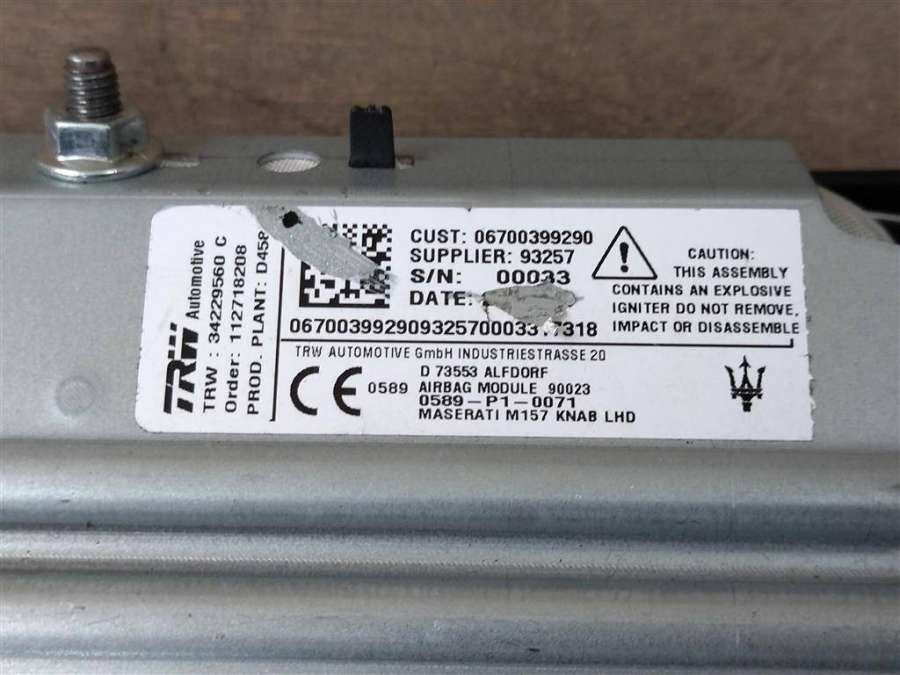 TRW Automotive
TRW : 34229560 C
Order: 1127718208
PROD. PLANT: D458
CUST: 06700399290
SUPPLIER: 93257
S/N: 00033
DATE:
CAUTION:
THIS ASSEMBLY
CONTAINS AN EXPLOSIVE
IGNITER DO NOT REMOVE,
IMPACT OR DISASSEMBLE
TRW AUTOMOTIVE GmbH INDUSTRIESTRASSE 20
D 73553 ALFDORF
CE 0589 AIRBAG MODULE 90023
0589-P1-0071
MASERATI M157 KNAB LHD